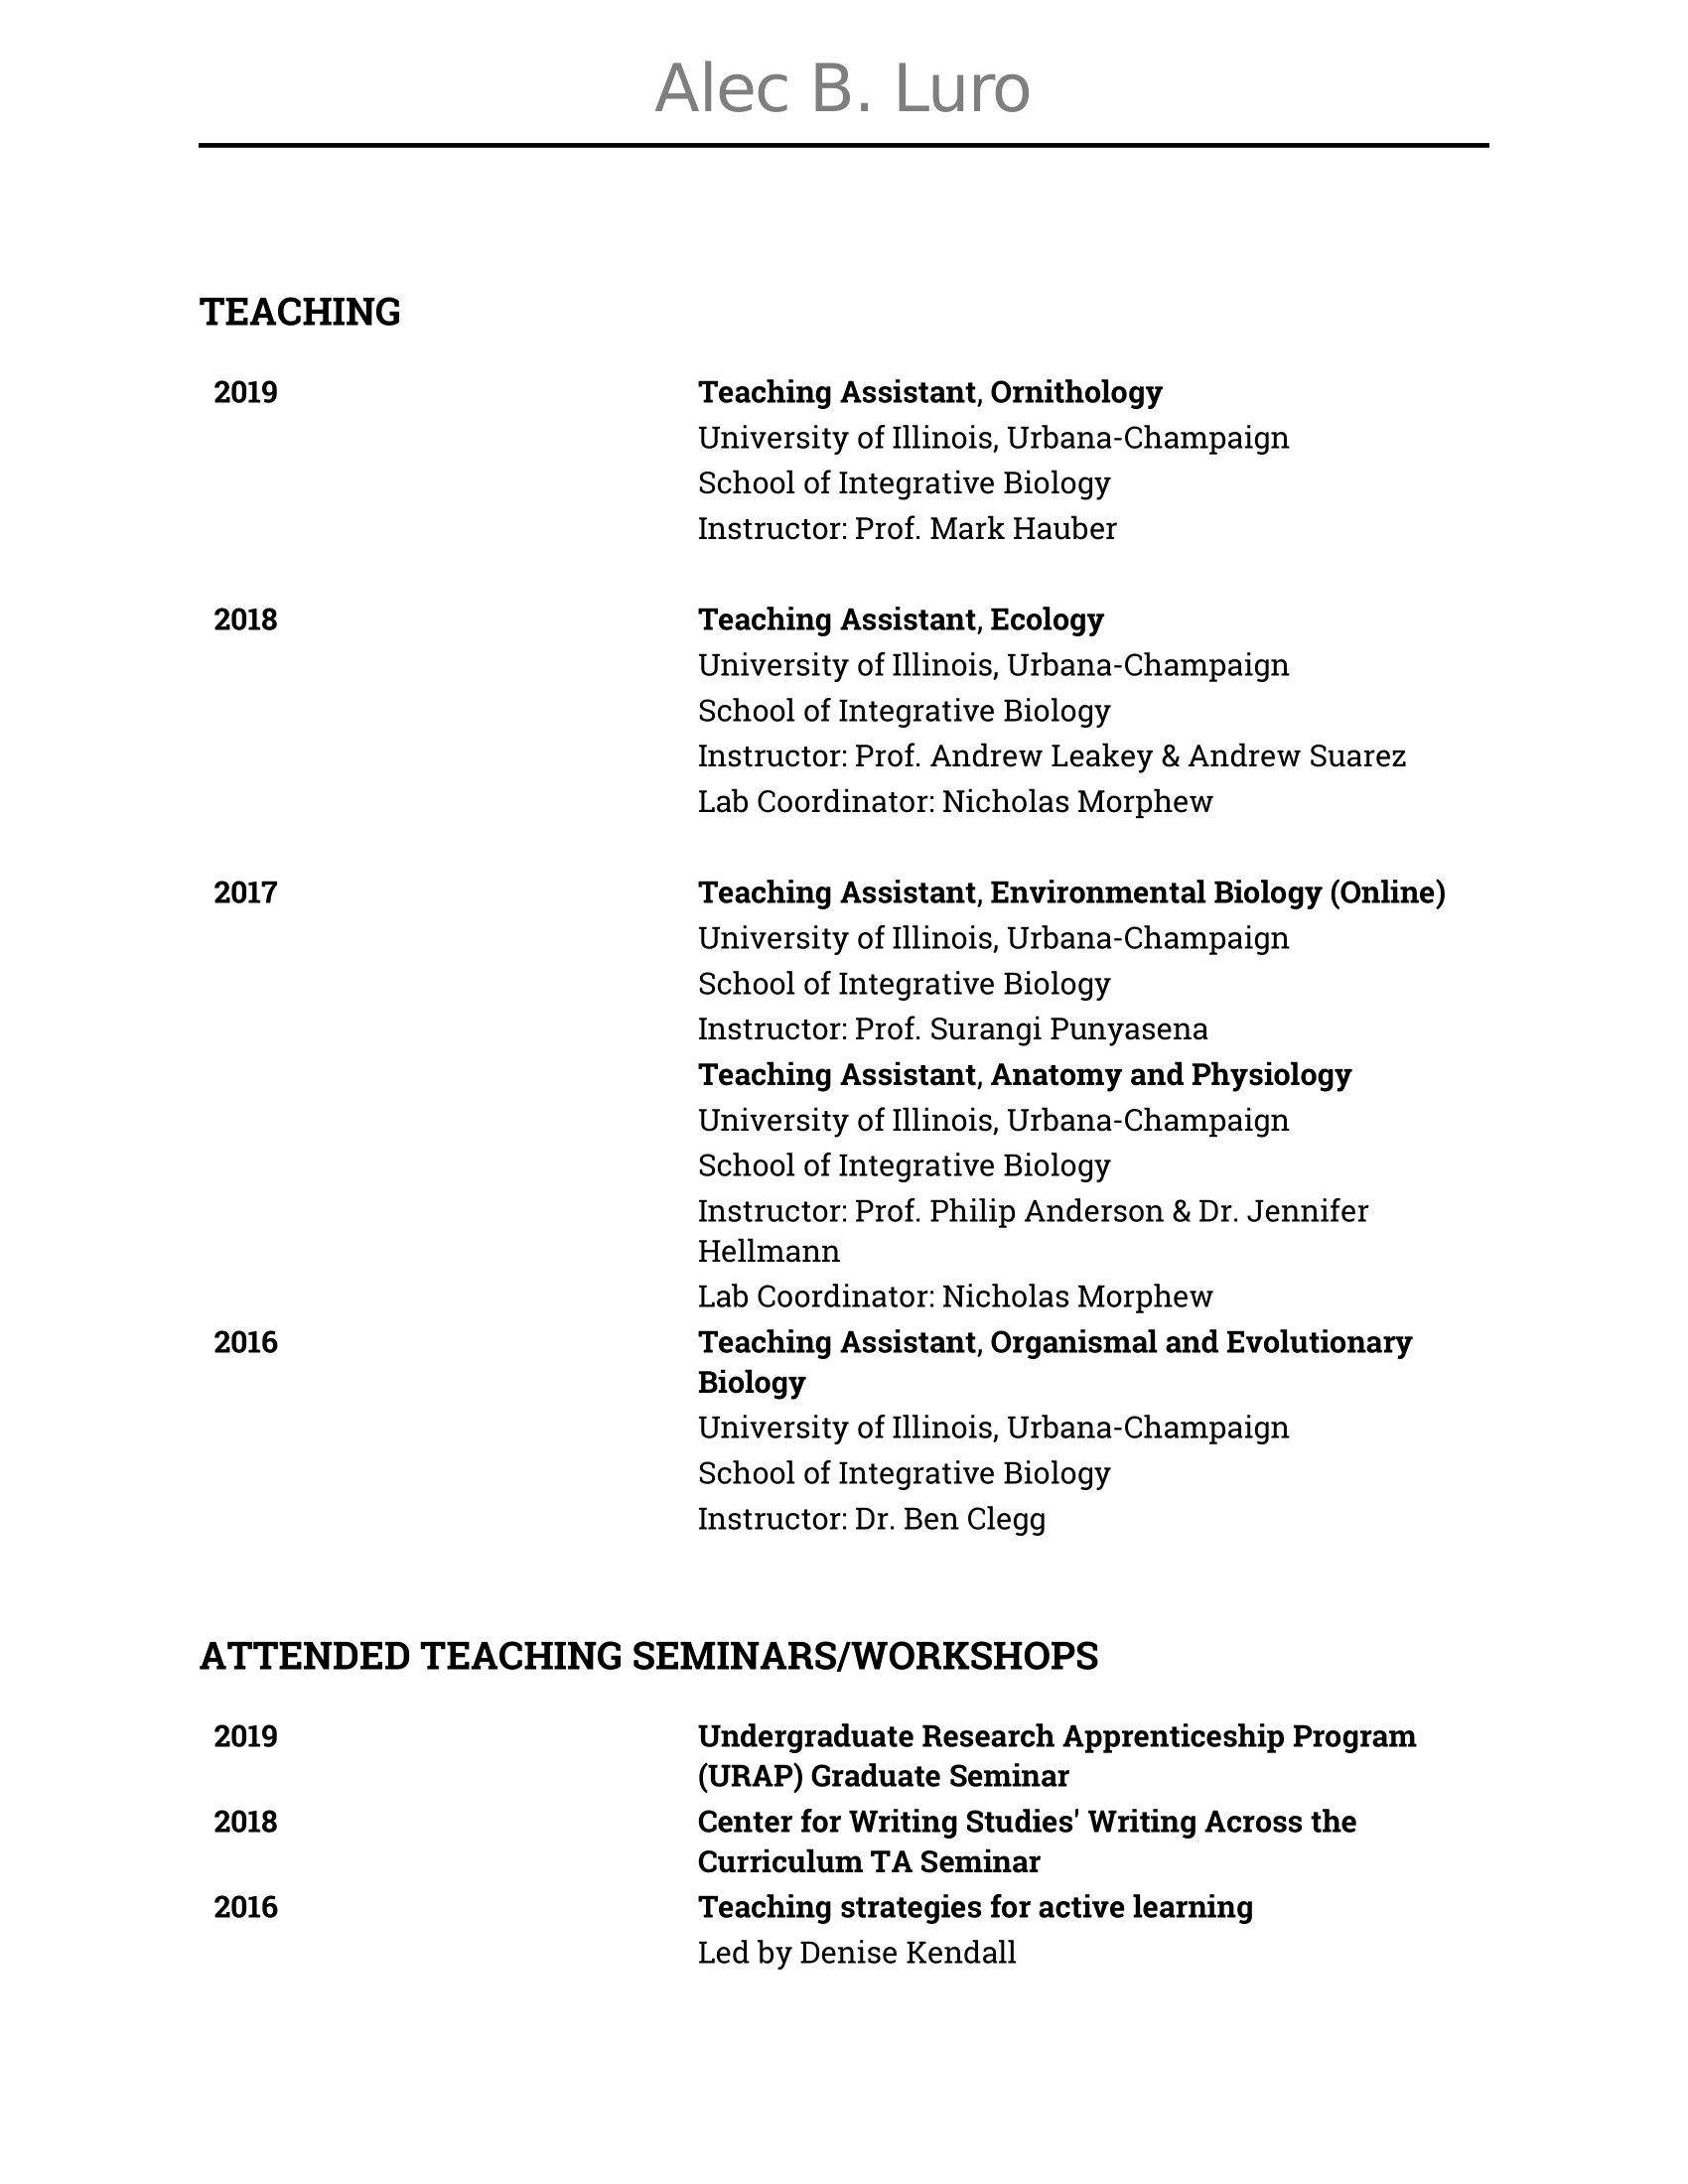 Alec B. Luro
TEACHING
2019 Teaching Assistant, Ornithology
University of Illinois, Urbana-Champaign
School of Integrative Biology
Instructor: Prof. Mark Hauber
2018 Teaching Assistant, Ecology
University of Illinois, Urbana-Champaign
School of Integrative Biology
Instructor: Prof. Andrew Leakey & Andrew Suarez
Lab Coordinator: Nicholas Morphew
2017 Teaching Assistant, Environmental Biology (Online)
University of Illinois, Urbana-Champaign
School of Integrative Biology
Instructor: Prof. Surangi Punyasena
Teaching Assistant, Anatomy and Physiology
University of Illinois, Urbana-Champaign
School of Integrative Biology
Instructor: Prof. Philip Anderson & Dr. Jennifer
Hellmann
Lab Coordinator: Nicholas Morphew
2016 Teaching Assistant, Organismal and Evolutionary
Biology
University of Illinois, Urbana-Champaign
School of Integrative Biology
Instructor: Dr. Ben Clegg
ATTENDED TEACHING SEMINARS/WORKSHOPS
2019 Undergraduate Research Apprenticeship Program
(URAP) Graduate Seminar
2018 Center for Writing Studies' Writing Across the
Curriculum TA Seminar
2016 Teaching strategies for active learning
Led by Denise Kendall